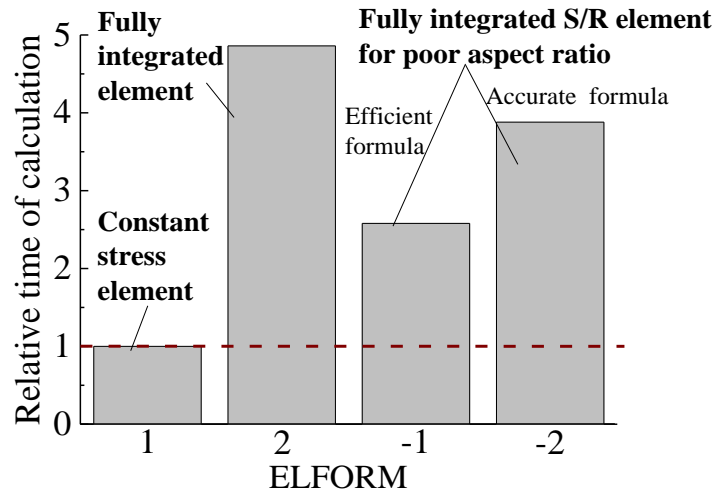 Fully integrated S/R element
for poor aspect ratio
Fully
integrated
element
Efficient
formula
Accurate formula
Constant
stress
element
Relative time of calculation
5
4
3
2
1
0
1 2 -1 -2
ELFORM